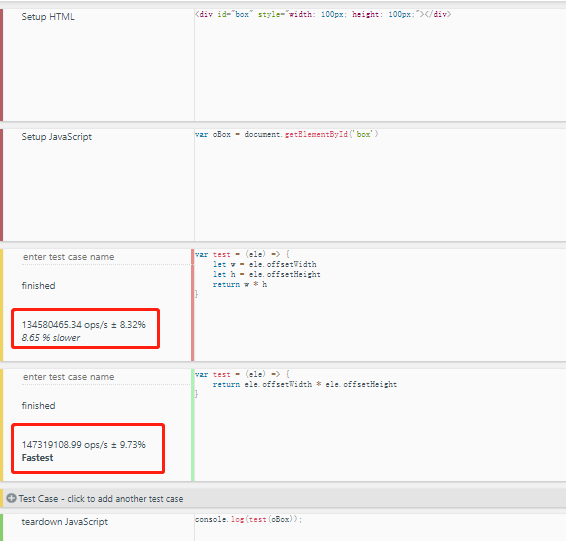 Setup HTML
<div id="box" style="width: 100px; height: 100px;"></div>
Setup JavaScript
var oBox = document.getElementById('box')
enter test case name
finished
134580465.34 ops/s ± 8.32%
8.65 % slower
var test = (ele) => {
let w = ele.offsetWidth
let h = ele.offsetHeight
return w * h
}
enter test case name
finished
147319108.99 ops/s ± 9.73%
Fastest
var test = (ele) => {
return ele.offsetWidth * ele.offsetHeight
}
Test Case - click to add another test case
teardown JavaScript
console.log(test(oBox));